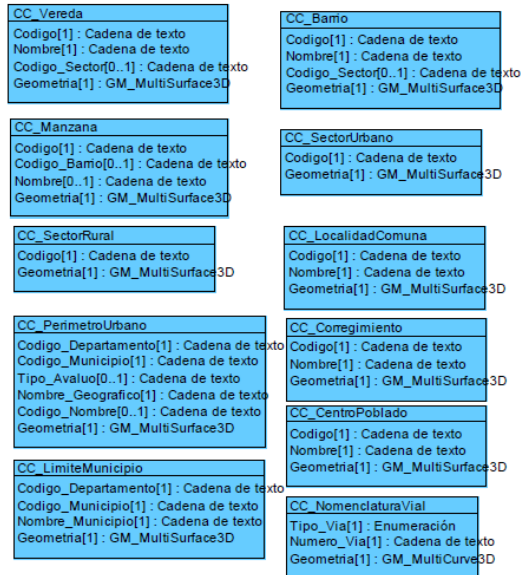 CC_Vereda
Codigo[1] : Cadena de texto
Nombre[1] : Cadena de texto
Codigo_Sector[0..1] : Cadena de texto
Geometria[1] : GM_MultiSurface3D
CC_Barrio
Codigo[1] : Cadena de texto
Nombre[1] : Cadena de texto
Codigo_Sector[0..1] : Cadena de texto
Geometria[1] : GM_MultiSurface3D
CC_Manzana
Codigo[1] : Cadena de texto
Codigo_Barrio[0..1] : Cadena de texto
Nombre[0..1] : Cadena de texto
Geometria[1] : GM_MultiSurface3D
CC_SectorUrbano
Codigo[1] : Cadena de texto
Geometria[1] : GM_MultiSurface3D
CC_SectorRural
Codigo[1] : Cadena de texto
Geometria[1] : GM_MultiSurface3D
CC_LocalidadComuna
Codigo[1] : Cadena de texto
Nombre[1] : Cadena de texto
Geometria[1] : GM_MultiSurface3D
CC_PerimetroUrbano
Codigo_Departamento[1] : Cadena de texto
Codigo_Municipio[1] : Cadena de texto
Tipo_Avaluo[0..1] : Cadena de texto
Nombre_Geografico[1] : Cadena de texto
Codigo_Nombre[0..1] : Cadena de texto
Geometria[1] : GM_MultiSurface3D
CC_Corregimiento
Codigo[1] : Cadena de texto
Nombre[1] : Cadena de texto
Geometria[1] : GM_MultiSurface3D
CC_CentroPoblado
Codigo[1] : Cadena de texto
Nombre[1] : Cadena de texto
Geometria[1] : GM_MultiSurface3D
CC_LimiteMunicipio
Codigo_Departamento[1] : Cadena de texto
Codigo_Municipio[1] : Cadena de texto
Nombre_Municipio[1] : Cadena de texto
Geometria[1] : GM_MultiSurface3D
CC_NomenclaturaVial
Tipo_Via[1] : Enumeración
Numero_Via[1] : Cadena de texto
Geometria[1] : GM_MultiCurve3D